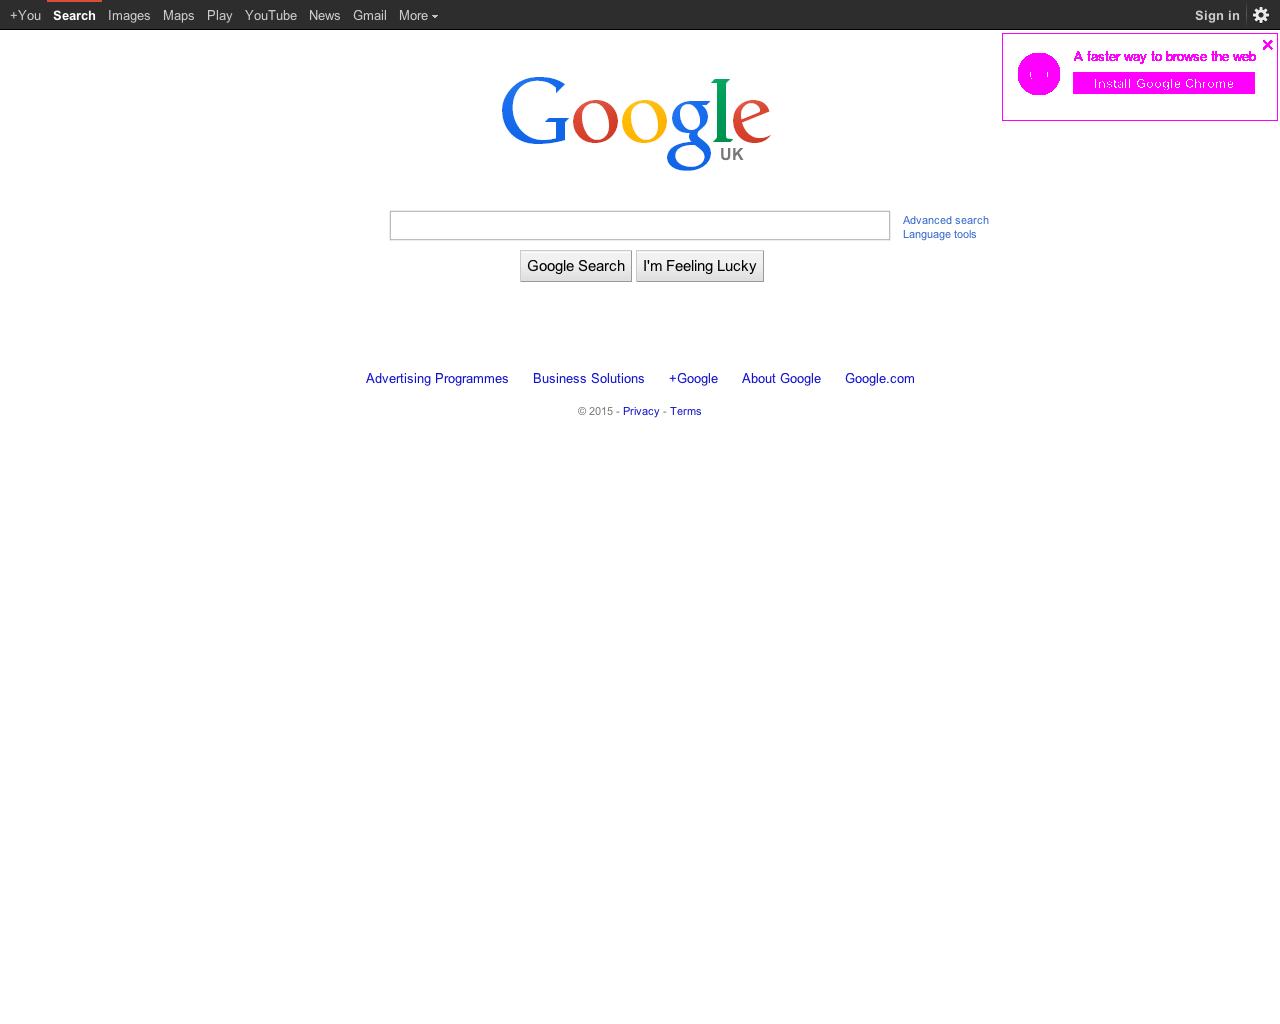 +You Search Images Maps Play YouTube News Gmail More Sign in
A faster way to browse the web
Install Google Chrome
Google
UK
Advanced search
Language tools
Google Search I'm Feeling Lucky
Advertising Programmes Business Solutions +Google About Google Google.com
© 2015 - Privacy - Terms